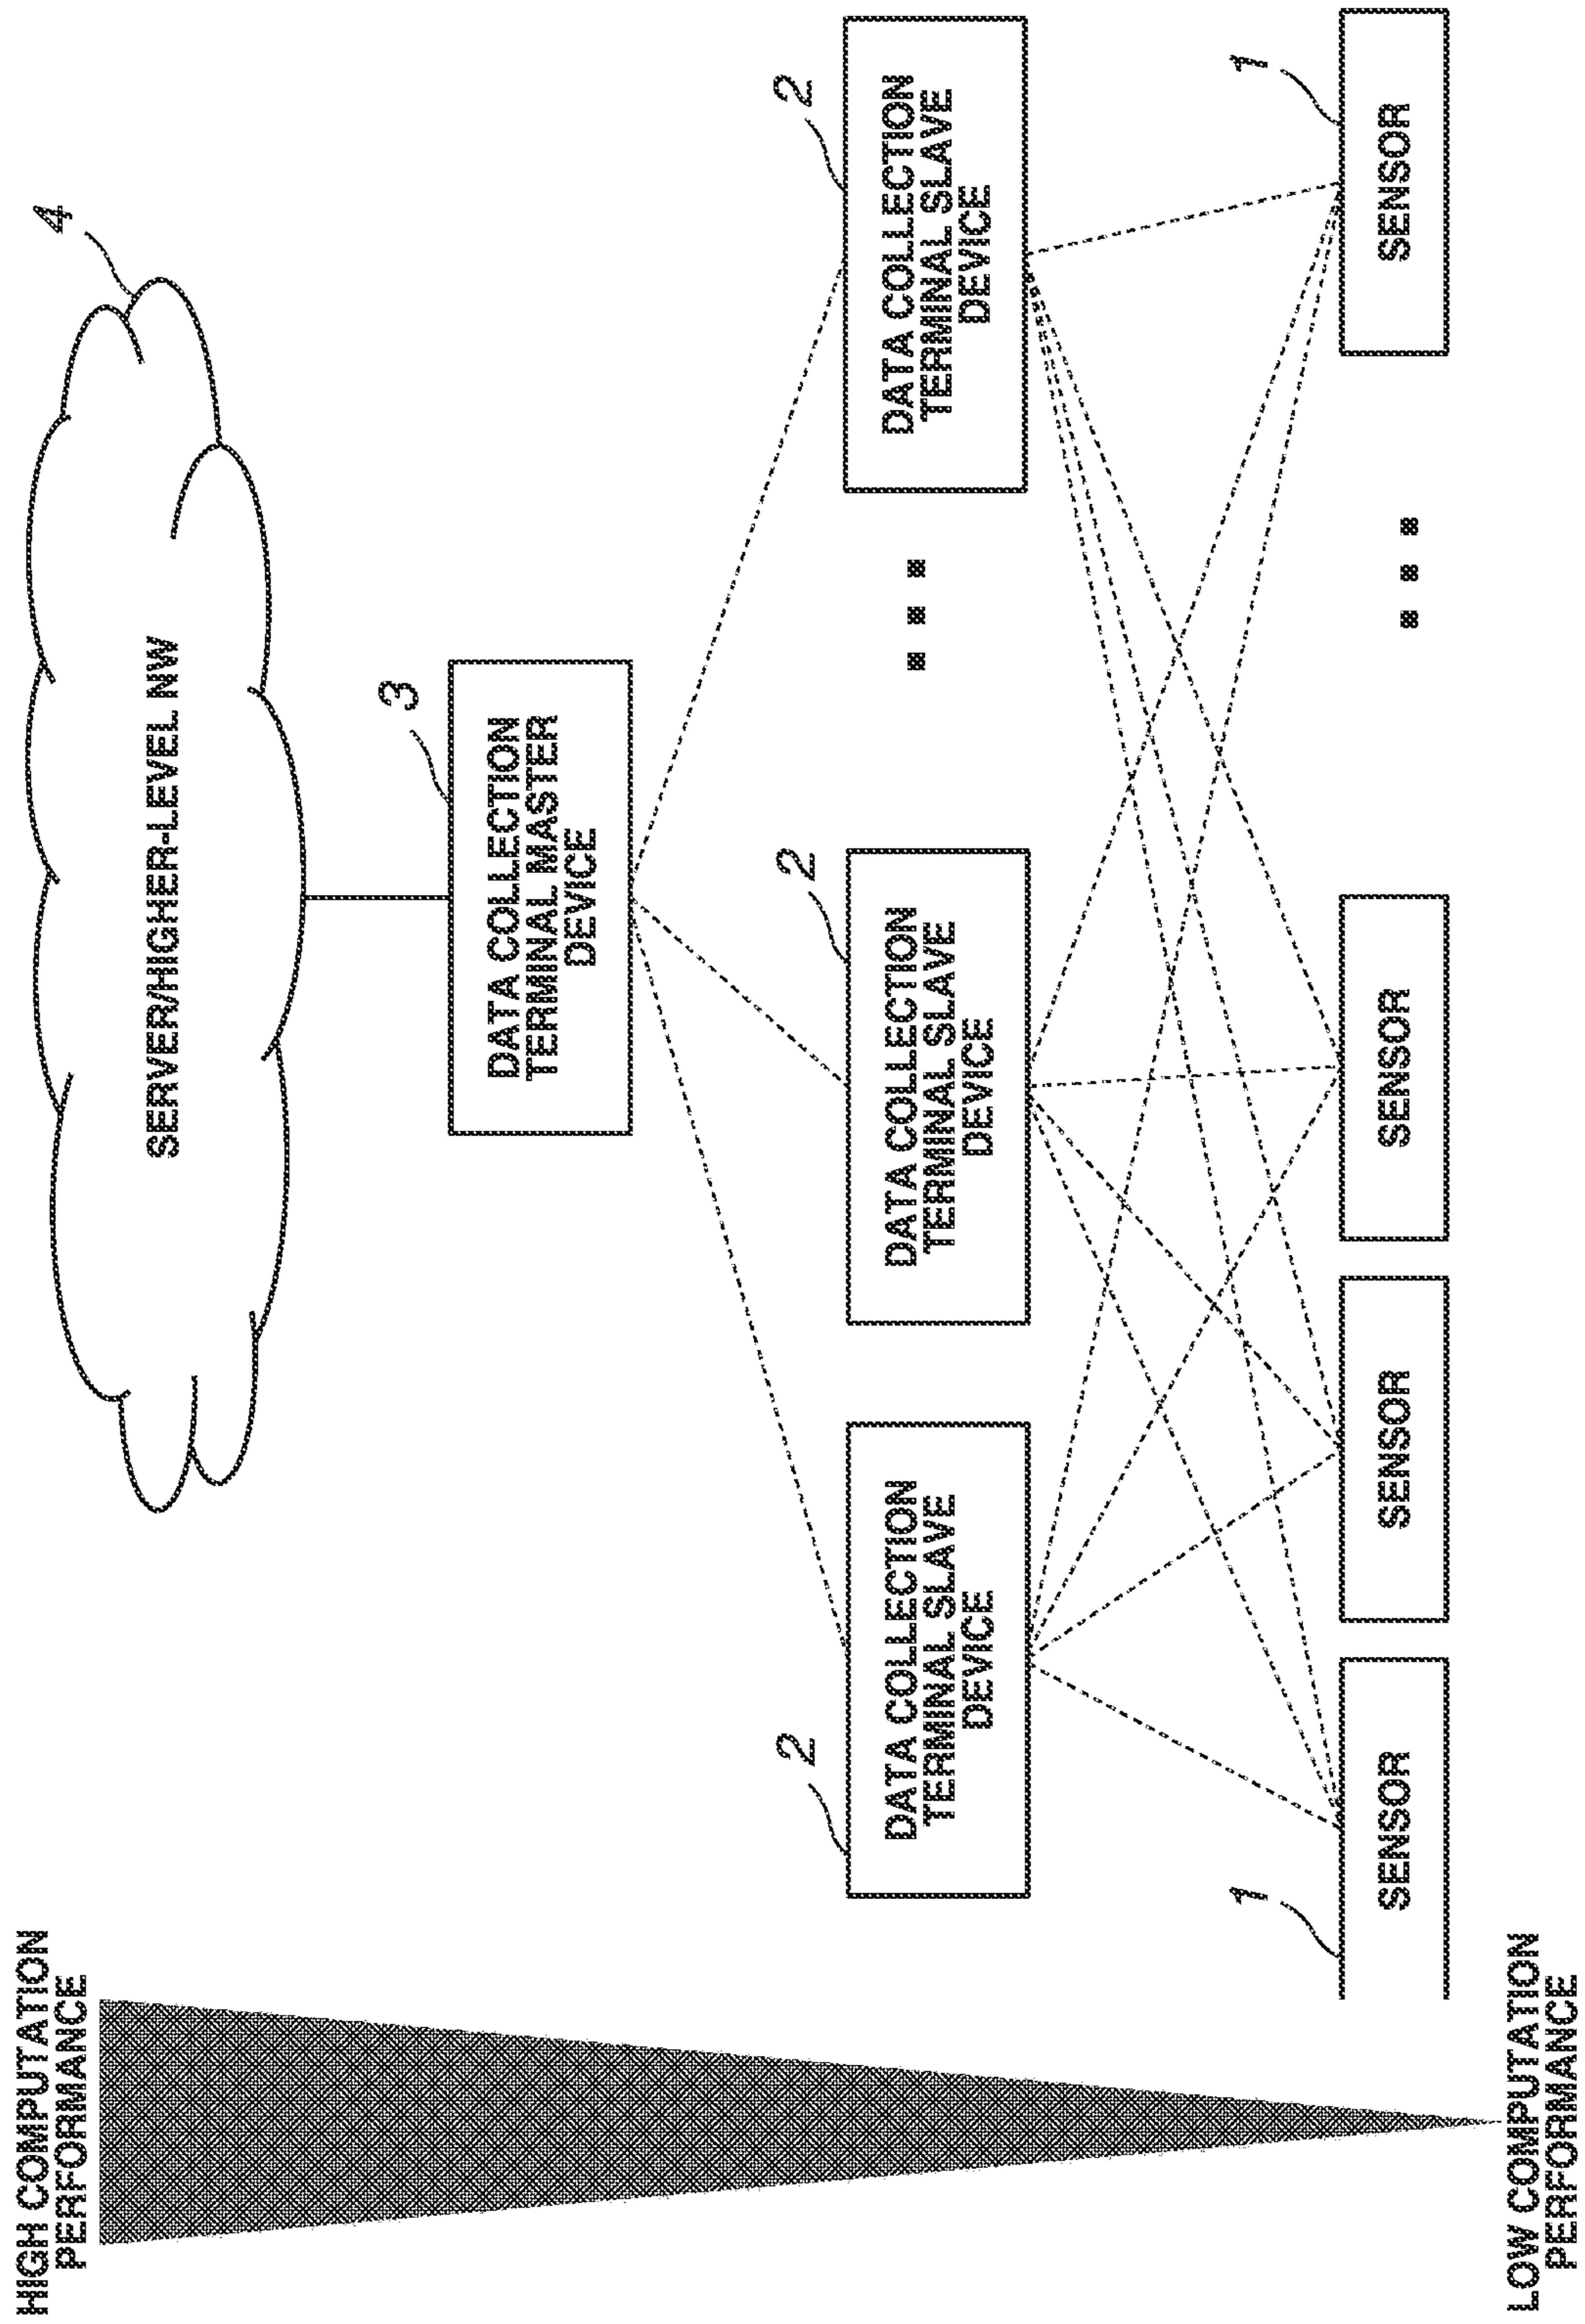 HIGH COMPUTATION
PERFORMANCE
4
SERVER/HIGHER-LEVEL NW
3
DATA COLLECTION
TERMINAL MASTER
DEVICE
2
DATA COLLECTION
TERMINAL SLAVE
DEVICE
2
DATA COLLECTION
TERMINAL SLAVE
DEVICE
2
DATA COLLECTION
TERMINAL SLAVE
DEVICE
1
SENSOR
SENSOR
SENSOR
1
SENSOR
LOW COMPUTATION
PERFORMANCE